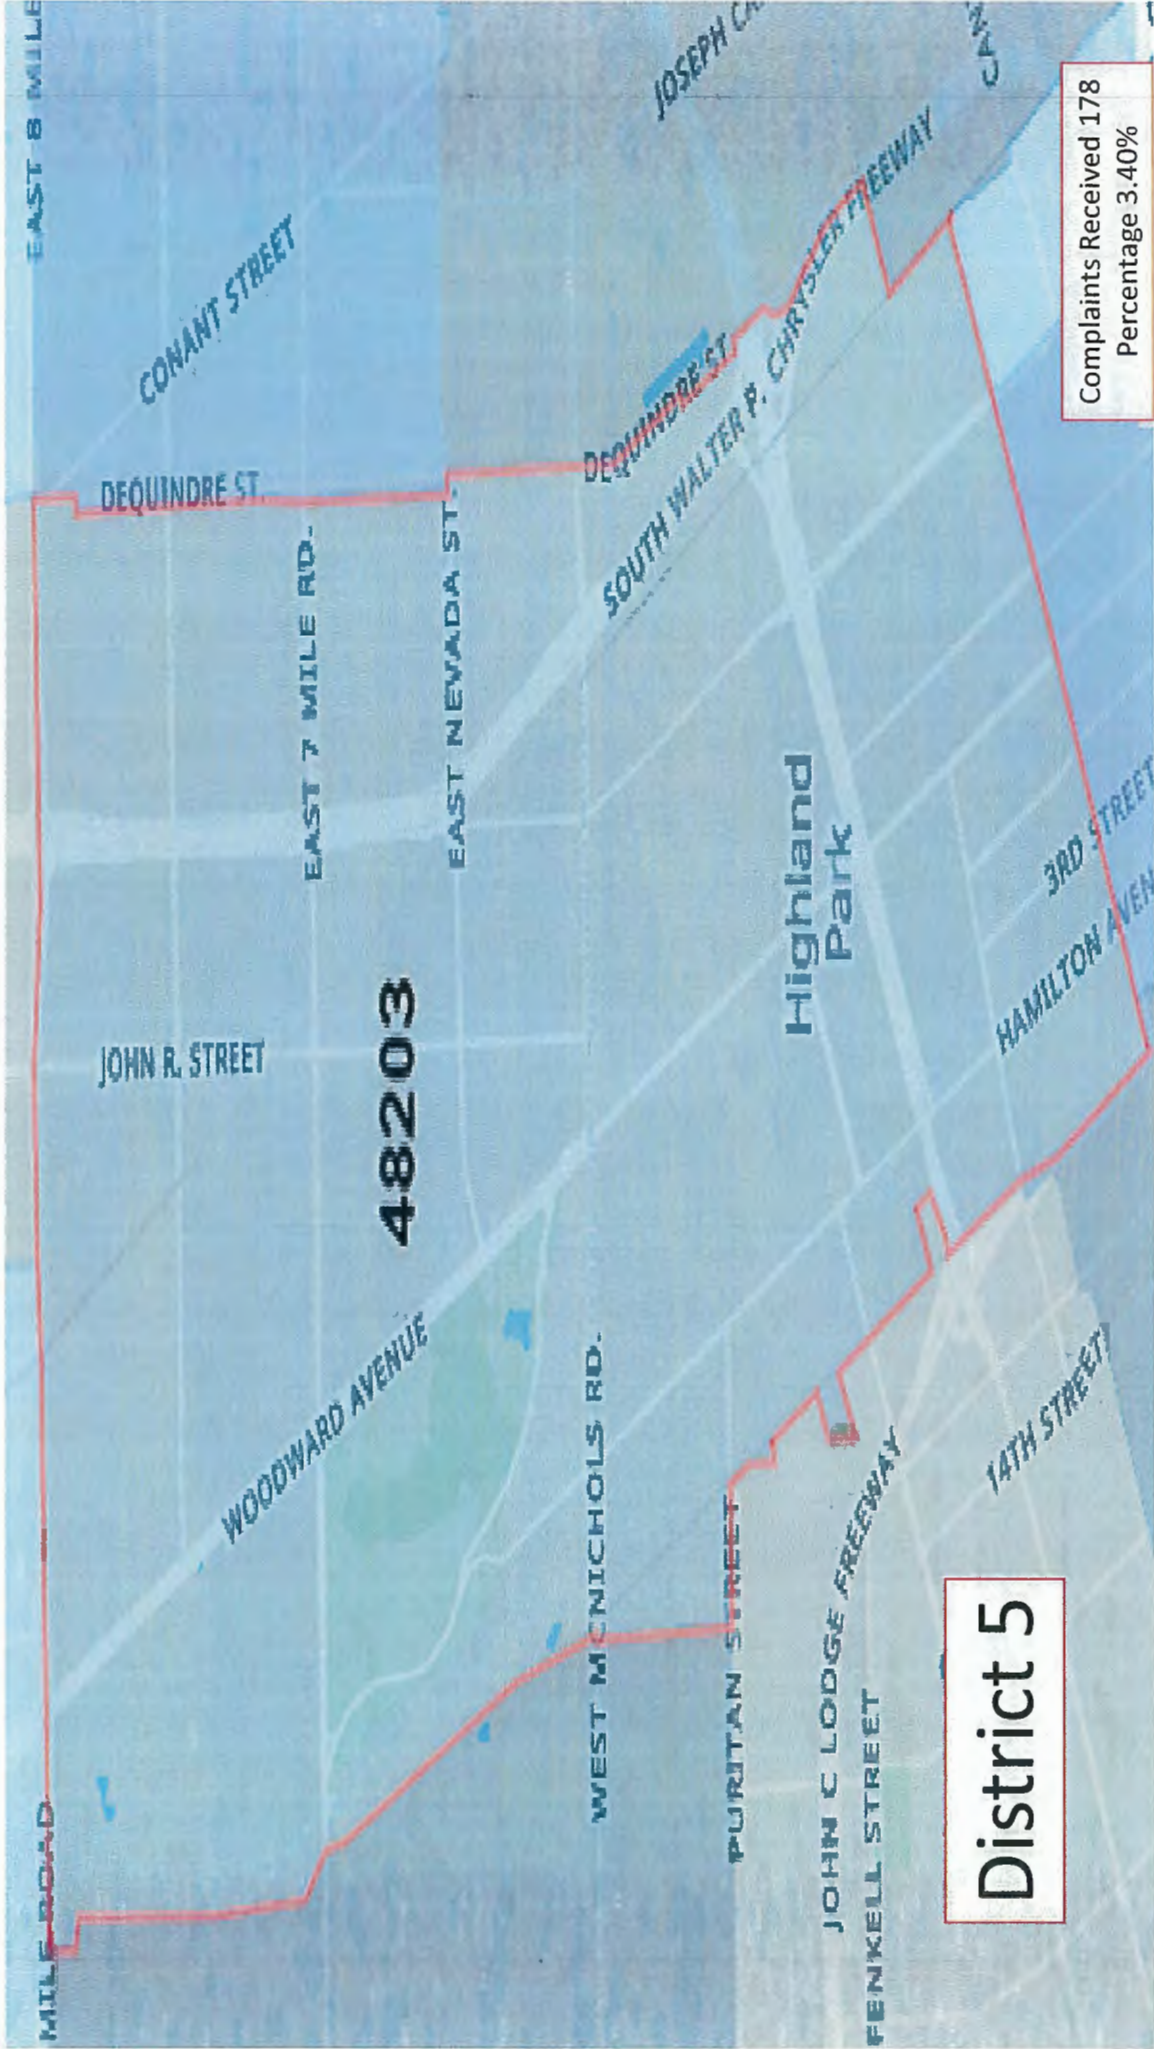 EAST 8 MILE
MILE ROAD
CONANT STREET
DEQUINDRE ST.
JOHN R. STREET
EAST 7 MILE RD.
48203
EAST NEVADA ST.
WOODWARD AVENUE
JOSEPH
DEQUINDRE ST.
SOUTH WALTER P. CHRYSLER FREEWAY
WEST MCNICHOLS RD.
PURITAN STREET
Highland
Park
JOHN C LODGE FREEWAY
FENKELL STREET
3RD STREET
HAMILTON AVEN
14TH STREET
District 5
Complaints Received 178
Percentage 3.40%